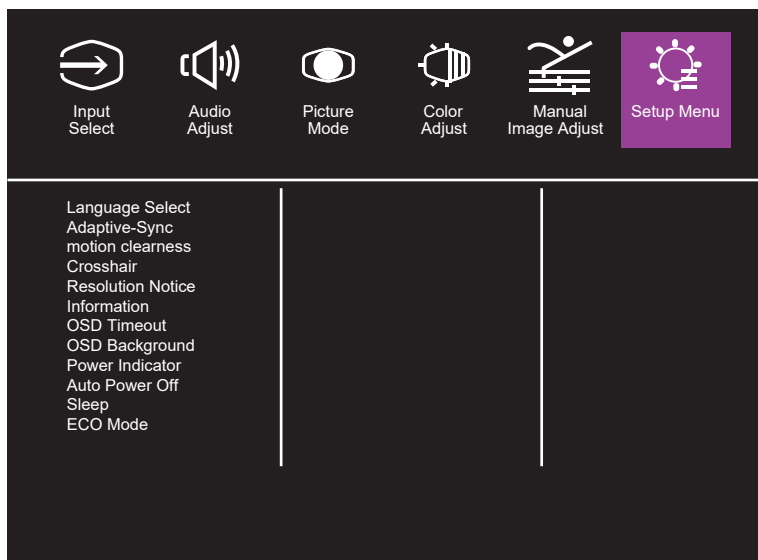 Input
Select
Audio
Adjust
Picture
Mode
Color
Adjust
Manual
Image Adjust
Setup Menu
Language Select
Adaptive-Sync
motion clearness
Crosshair
Resolution Notice
Information
OSD Timeout
OSD Background
Power Indicator
Auto Power Off
Sleep
ECO Mode